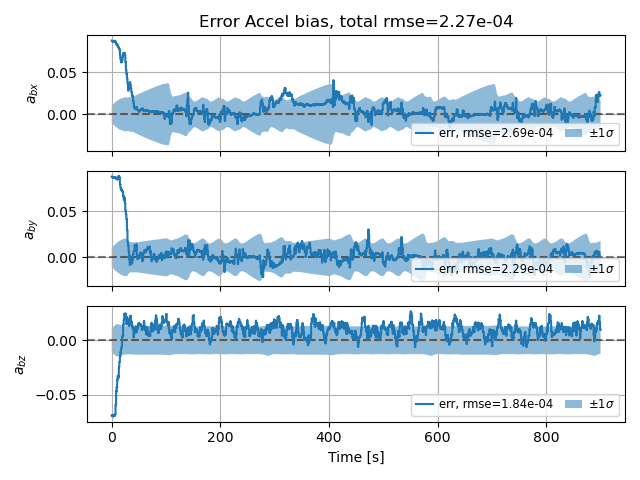 Error Accel bias, total rmse=2.27e-04
a_bx
0.05
0.00
err, rmse=2.69e-04 ±1σ
a_by
0.05
0.00
err, rmse=2.29e-04 ±1σ
a_bz
0.00
−0.05
err, rmse=1.84e-04 ±1σ
0 200 400 600 800
Time [s]